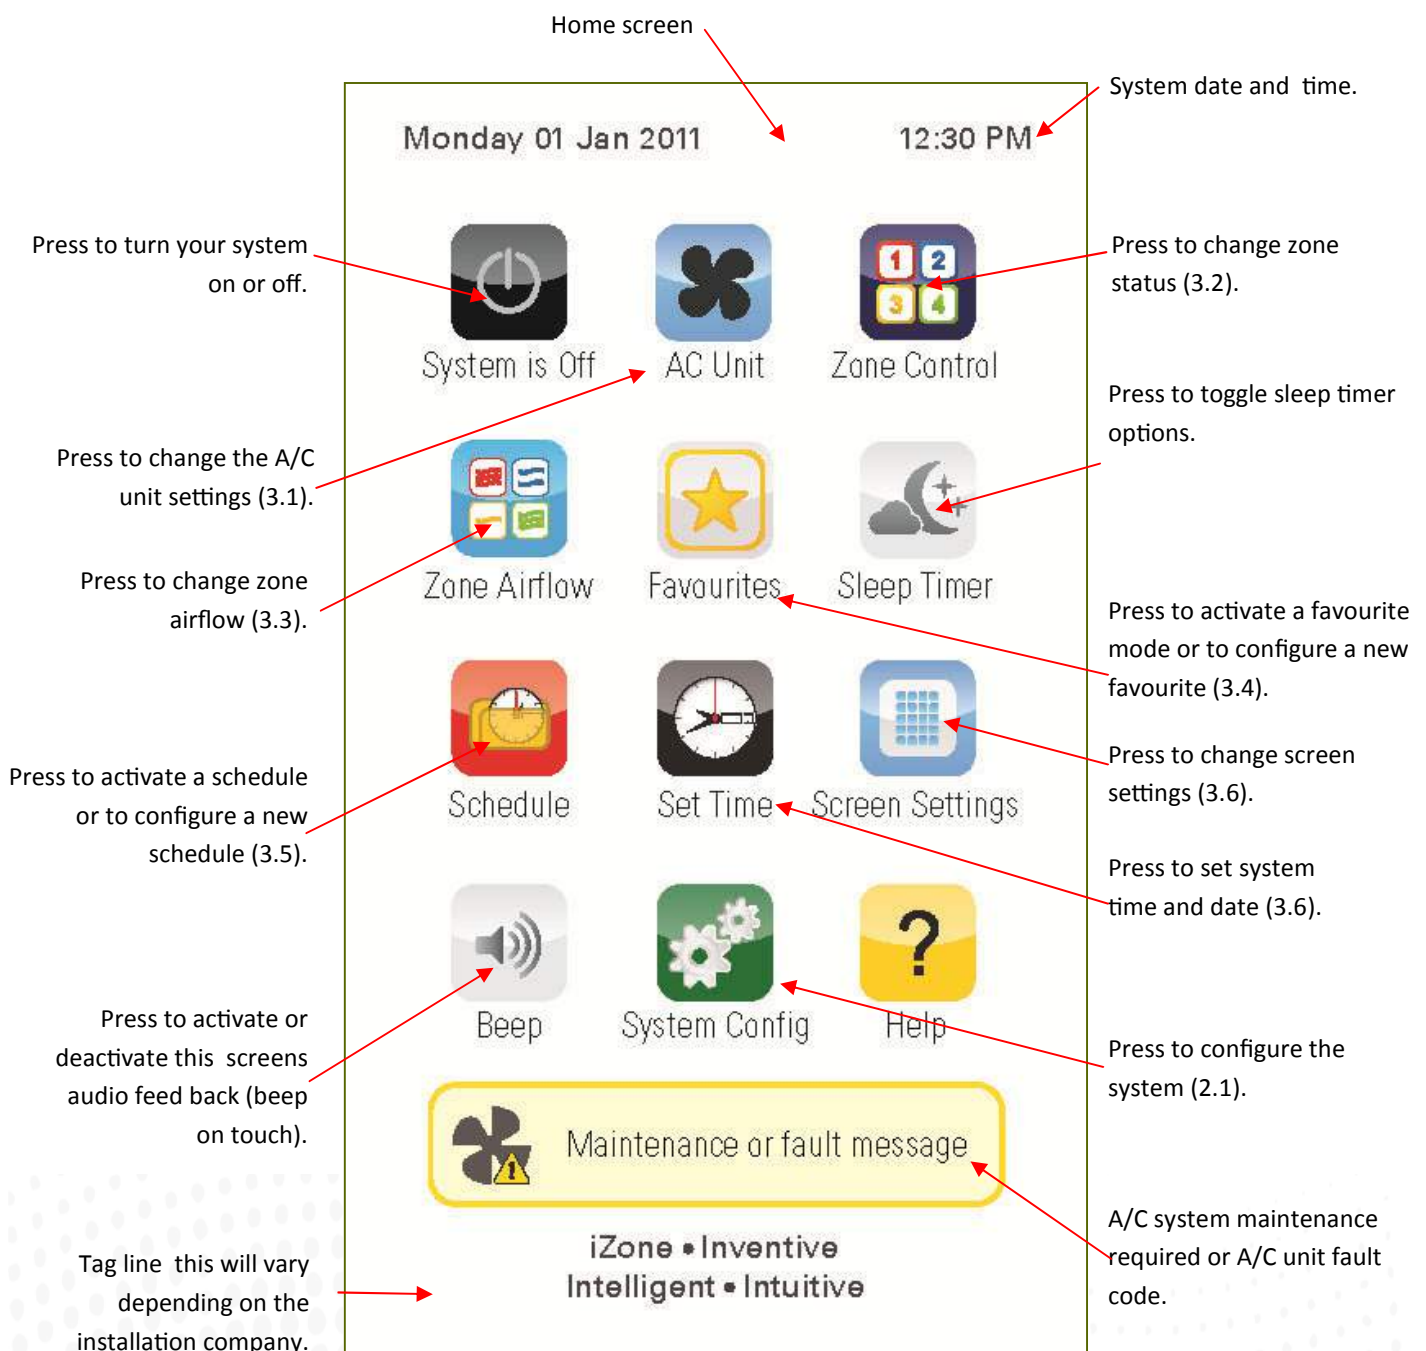 Home screen
System date and time.
Monday 01 Jan 2011
12:30 PM
Press to turn your system
on or off.
Press to change zone
status (3.2).
1 2
3 4
System is Off
AC Unit
Zone Control
Press to toggle sleep timer
options.
Press to change the A/C
unit settings (3.1).
Press to change zone
airflow (3.3).
Zone Airflow
Favourites
Sleep Timer
Press to activate a favourite
mode or to configure a new
favourite (3.4).
Press to activate a schedule
or to configure a new
schedule (3.5).
Press to change screen
settings (3.6).
Schedule
Set Time
Screen Settings
Press to set system
time and date (3.6).
?
Beep
System Config
Help
Press to activate or
deactivate this screens
audio feed back (beep
on touch).
Press to configure the
system (2.1).
Maintenance or fault message
A/C system maintenance
required or A/C unit fault
code.
iZone • Inventive
Intelligent • Intuitive
Tag line this will vary
depending on the
installation company.